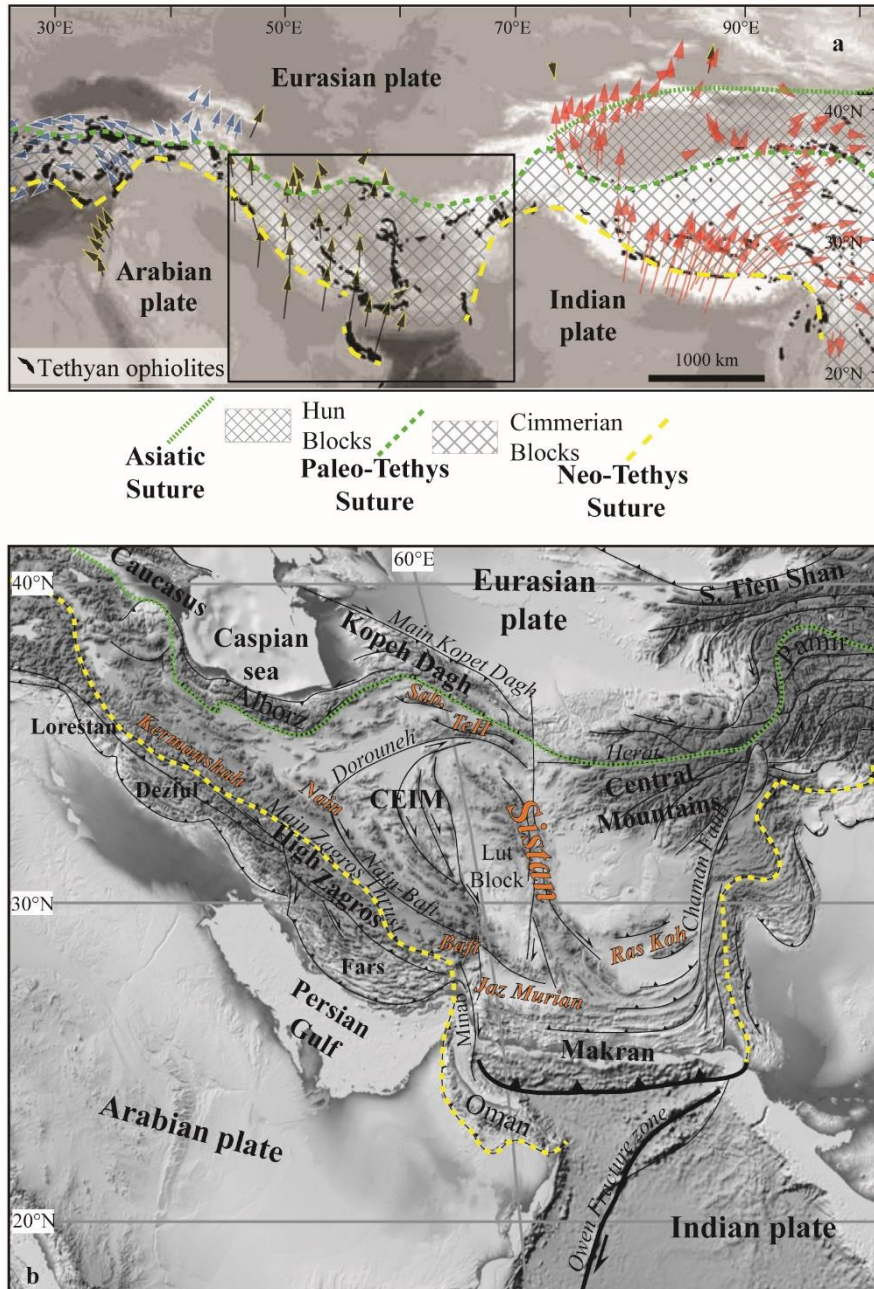 30°E
50°E
70°E
90°E
a
Eurasian plate
40°N
Arabian
plate
Indian
plate
30°N
1000 km
20°N
Tethyan ophiolites
Hun
Blocks
Cimmerian
Blocks
Asiatic
Suture
Paleo-Tethys
Suture
Neo-Tethys
Suture
60°E
40°N
Caucasus
Eurasian
plate
S. Tien Shan
Caspian
sea
Kopeh Dagh
Main Kopet Dagh
Pamir
Alborz
Sab.
TeH
Lorestan
Kermanshah
Herat
Dorouneh
Central
Mountains
Dezful
Nain
CEIM
Sistan
Chaman Fault
Main Zagros Thrust
High Zagros
Nain-Baft
Lut
Block
30°N
Baft
Ras Koh
Fars
Jaz Murian
Persian
Gulf
Minab
Makran
Oman
Arabian plate
Owen Fracture zone
20°N
Indian plate
b